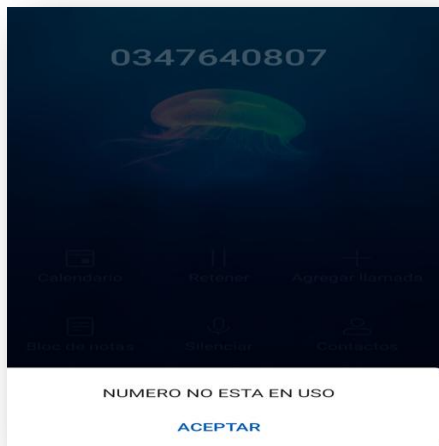 0347640807
Calendario Retener Agregar llamada
Bloc de notas Silenciar Contactos
NUMERO NO ESTA EN USO
ACEPTAR